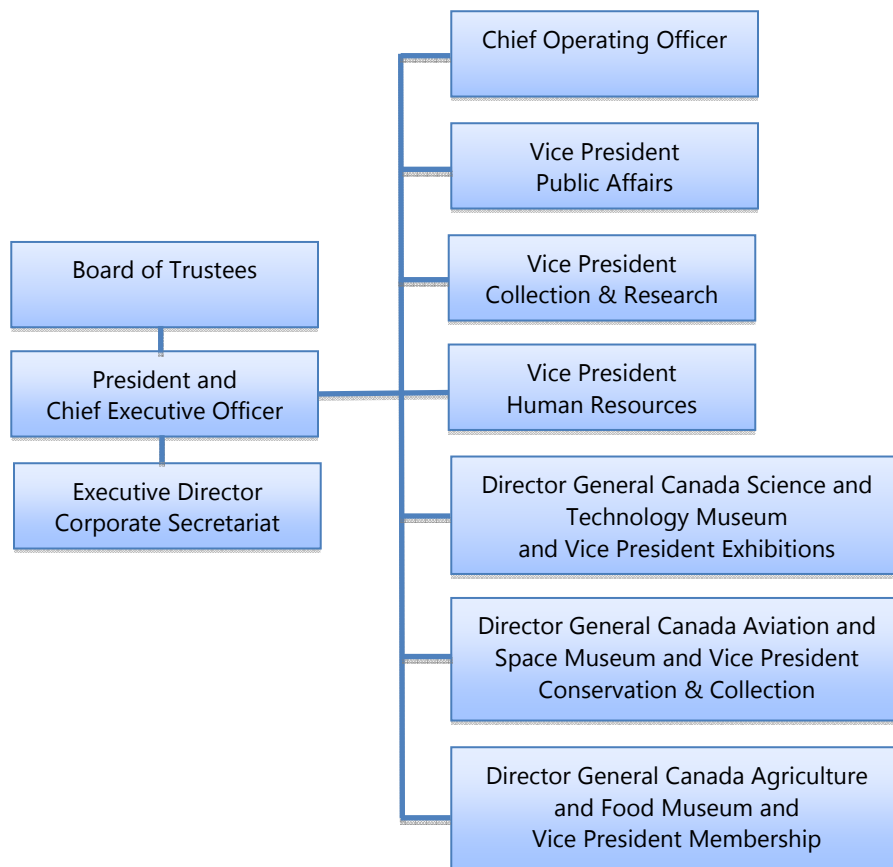 Board of Trustees
President and
Chief Executive Officer
Executive Director
Corporate Secretariat
Chief Operating Officer
Vice President
Public Affairs
Vice President
Collection & Research
Vice President
Human Resources
Director General Canada Science and
Technology Museum
and Vice President Exhibitions
Director General Canada Aviation and
Space Museum and Vice President
Conservation & Collection
Director General Canada Agriculture
and Food Museum and
Vice President Membership